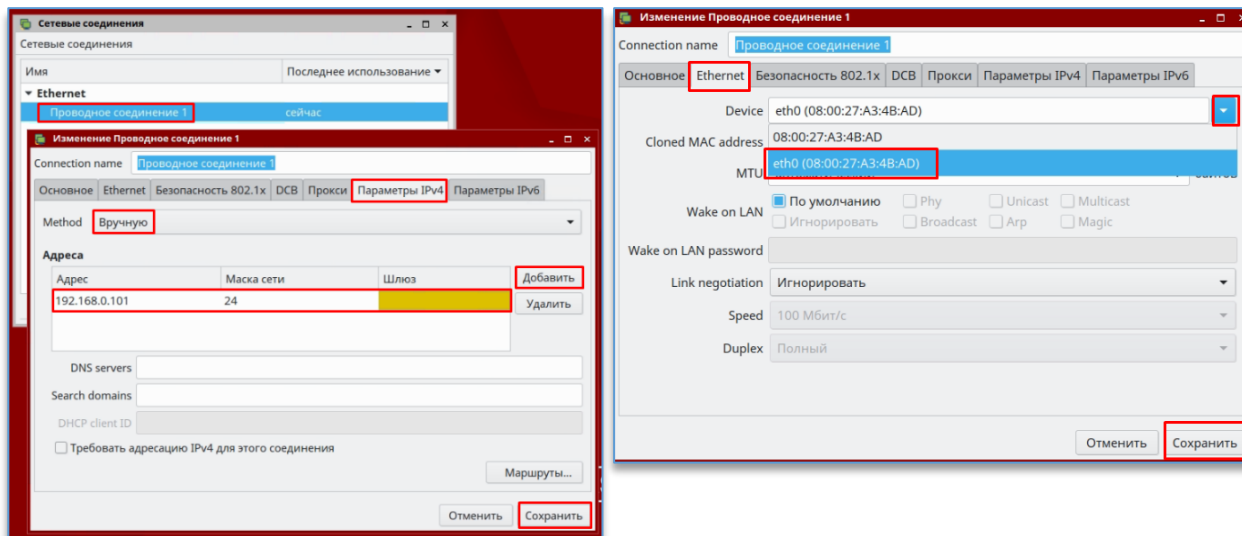 Сетевые соединения
Сетевые соединения
Имя
Последнее использование
Ethernet
Проводное соединение 1
сейчас
Изменение Проводное соединение 1
Connection name Проводное соединение 1
Основное Ethernet Безопасность 802.1x DCB Прокси Параметры IPv4 Параметры IPv6
Method Вручную
Адреса
Адрес Маска сети Шлюз Добавить
192.168.0.101 24
Удалить
DNS servers
Search domains
DHCP client ID
Требовать адресацию IPv4 для этого соединения
Маршруты...
Отменить Сохранить
Изменение Проводное соединение 1
Connection name Проводное соединение 1
Основное Ethernet Безопасность 802.1x DCB Прокси Параметры IPv4 Параметры IPv6
Device eth0 (08:00:27:A3:4B:AD)
Cloned MAC address 08:00:27:A3:4B:AD
eth0 (08:00:27:A3:4B:AD)
MTU
Wake on LAN По умолчанию Phy Unicast Multicast
Игнорировать Broadcast Arp Magic
Wake on LAN password
Link negotiation Игнорировать
Speed 100 Мбит/с
Duplex Полный
Отменить Сохранить